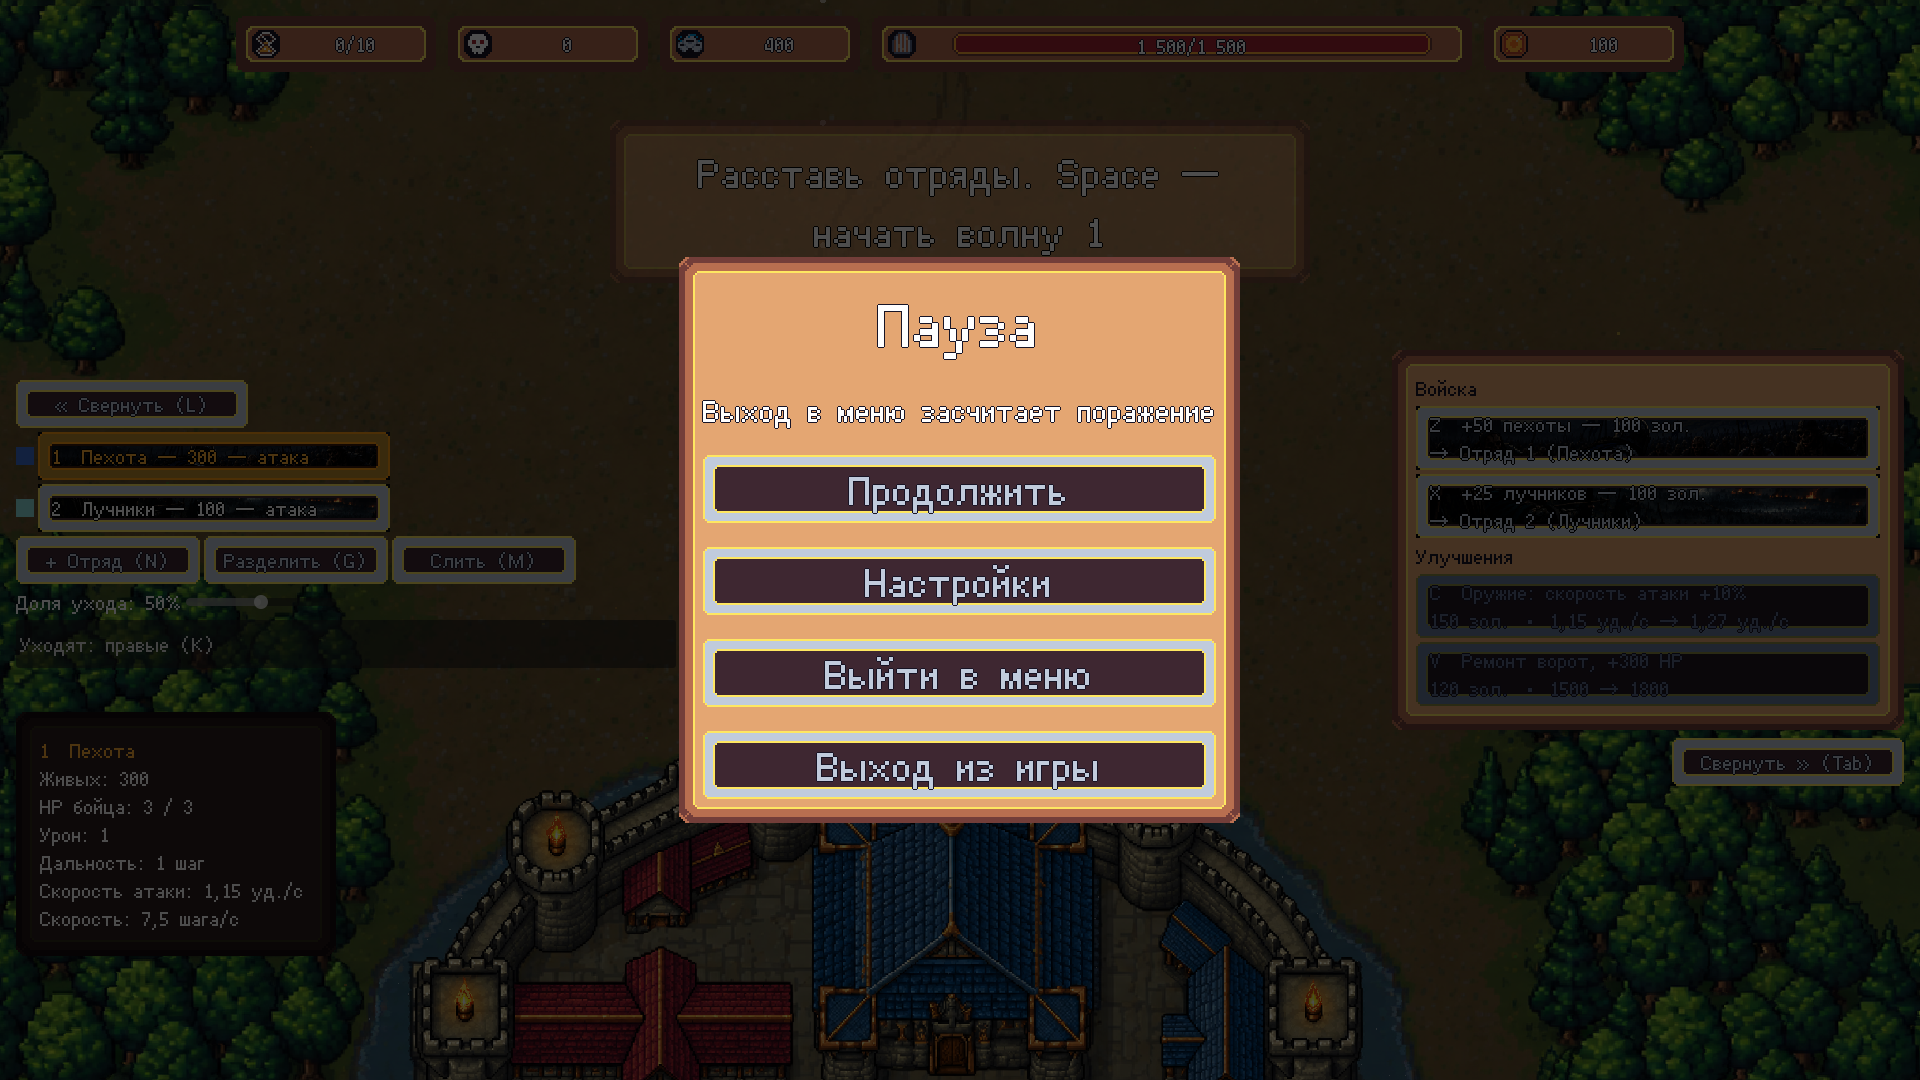 0/10
0
400
1 500/1 500
100
Расставь отряды. Space —
начать волну 1
Пауза
Выход в меню засчитает поражение
Продолжить
Настройки
Выйти в меню
Выход из игры
« Свернуть (L)
1 Пехота — 300 — атака
2 Лучники — 100 — атака
+ Отряд (N)
Разделить (G)
Слить (M)
Доля ухода: 50%
Уходят: правые (K)
1 Пехота
Живых: 300
HP бойца: 3 / 3
Урон: 1
Дальность: 1 шаг
Скорость атаки: 1,15 уд./с
Скорость: 7,5 шага/с
Войска
Z +50 пехоты — 100 зол.
→ Отряд 1 (Пехота)
X +25 лучников — 100 зол.
→ Отряд 2 (Лучники)
Улучшения
C Оружие: скорость атаки +10%
150 зол. · 1,15 уд./с → 1,27 уд./с
V Ремонт ворот, +300 HP
120 зол. · 1500 → 1800
Свернуть » (Tab)